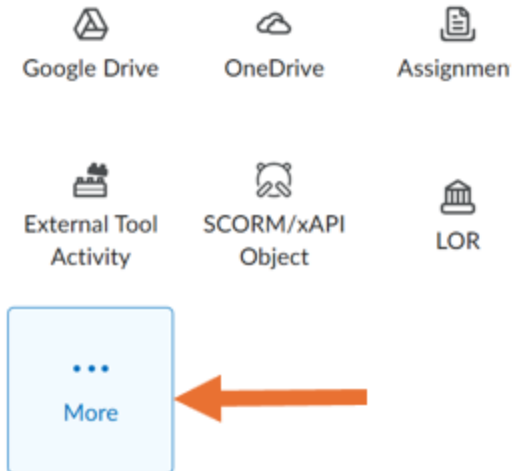 Google Drive
OneDrive
Assignmen
External Tool
Activity
SCORM/xAPI
Object
LOR
More